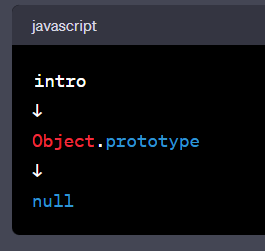 javascript
intro
↓
Object.prototype
↓
null